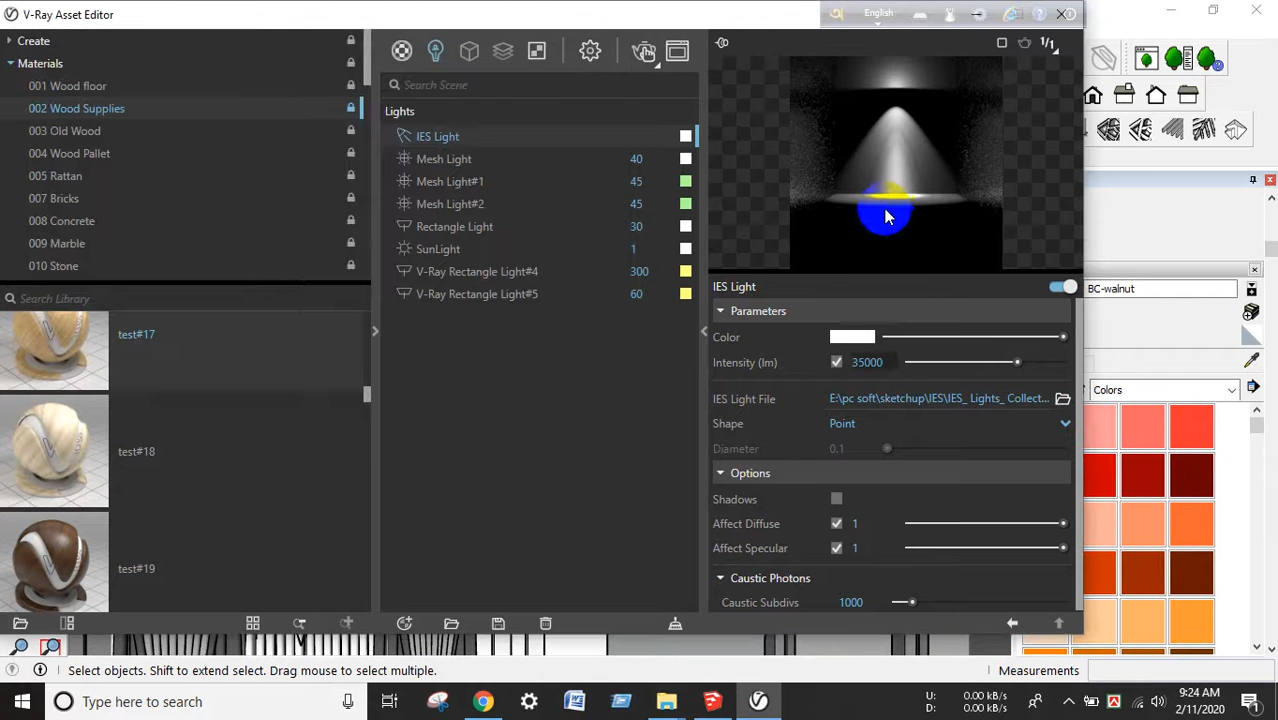 V-Ray Asset Editor
English
Create
Materials
001 Wood floor
002 Wood Supplies
003 Old Wood
004 Wood Pallet
005 Rattan
007 Bricks
008 Concrete
009 Marble
010 Stone
Search Library
test#17
test#18
test#19
Search Scene
Lights
IES Light
Mesh Light 40
Mesh Light#1 45
Mesh Light#2 45
Rectangle Light 30
SunLight 1
V-Ray Rectangle Light#4 300
V-Ray Rectangle Light#5 60
1/1
IES Light
Parameters
Color
Intensity (lm) 35000
IES Light File E:\pc soft\sketchup\IES\IES_ Lights_ Collect...
Shape Point
Diameter 0.1
Options
Shadows
Affect Diffuse 1
Affect Specular 1
Caustic Photons
Caustic Subdivs 1000
BC-walnut
Colors
Select objects. Shift to extend select. Drag mouse to select multiple.
Measurements
Type here to search
U: 0.00 kB/s
D: 0.00 kB/s
9:24 AM
2/11/2020
1